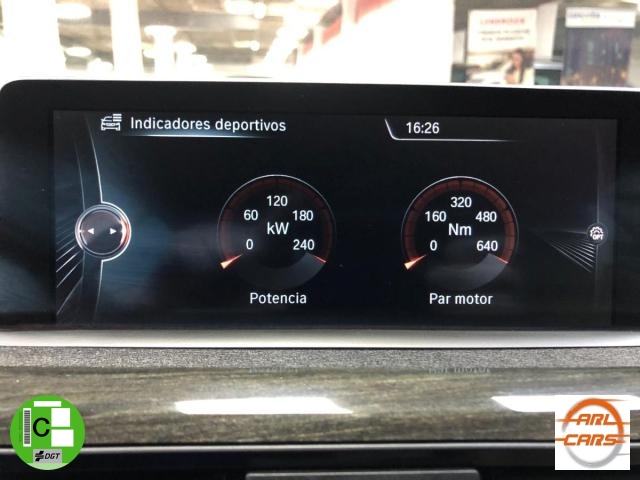 Indicadores deportivos
16:26
120
60 180
kW
0 240
Potencia
320
160 480
Nm
0 640
Par motor
OFF
C
DGT
ARL
CARS